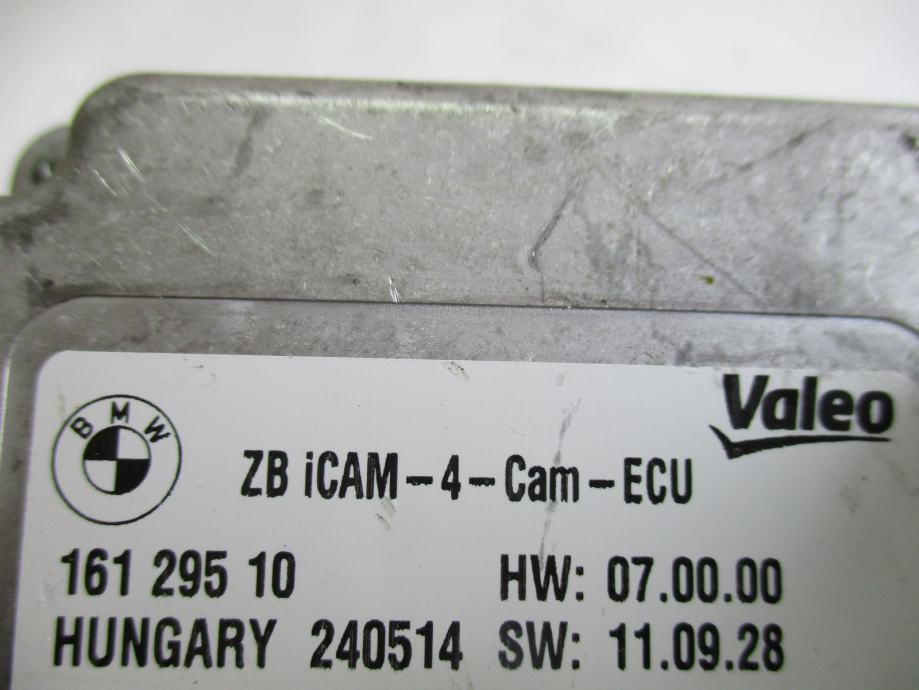 BMW
Valeo
ZB iCAM-4-Cam-ECU
161 295 10 HW: 07.00.00
HUNGARY 240514 SW: 11.09.28